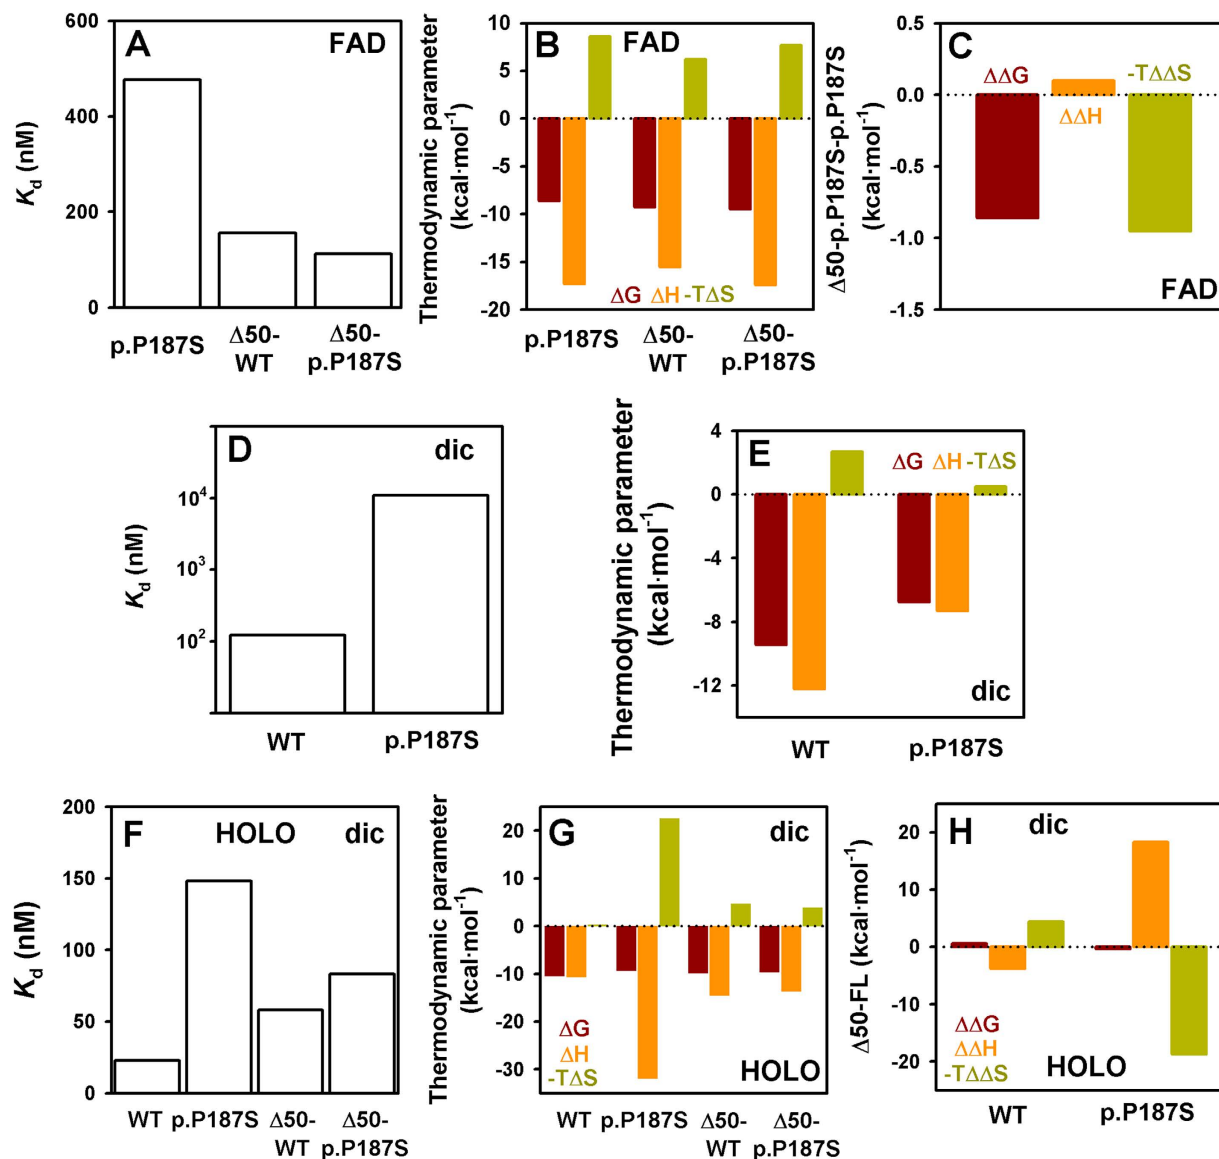 A
FAD
600
400
200
0
K_d (nM)
p.P187S
Δ50-
WT
Δ50-
p.P187S
B
FAD
10
5
0
-5
-10
-15
-20
Thermodynamic parameter
(kcal·mol⁻¹)
ΔG ΔH -TΔS
p.P187S
Δ50-
WT
Δ50-
p.P187S
C
0.5
0.0
-0.5
-1.0
-1.5
Δ50-p.P187S-p.P187S
(kcal·mol⁻¹)
ΔΔG
ΔΔH
-TΔΔS
FAD
D
dic
10⁴
10³
10²
K_d (nM)
WT
p.P187S
E
4
0
-4
-8
-12
Thermodynamic parameter
(kcal·mol⁻¹)
ΔG ΔH -TΔS
dic
WT
p.P187S
F
HOLO
dic
200
150
100
50
0
K_d (nM)
WT
p.P187S
Δ50-
WT
Δ50-
p.P187S
G
dic
20
10
0
-10
-20
-30
Thermodynamic parameter
(kcal·mol⁻¹)
ΔG
ΔH
-TΔS
HOLO
WT
p.P187S
Δ50-
WT
Δ50-
p.P187S
H
dic
20
10
0
-10
-20
Δ50-FL (kcal·mol⁻¹)
ΔΔG
ΔΔH
-TΔΔS
HOLO
WT
p.P187S